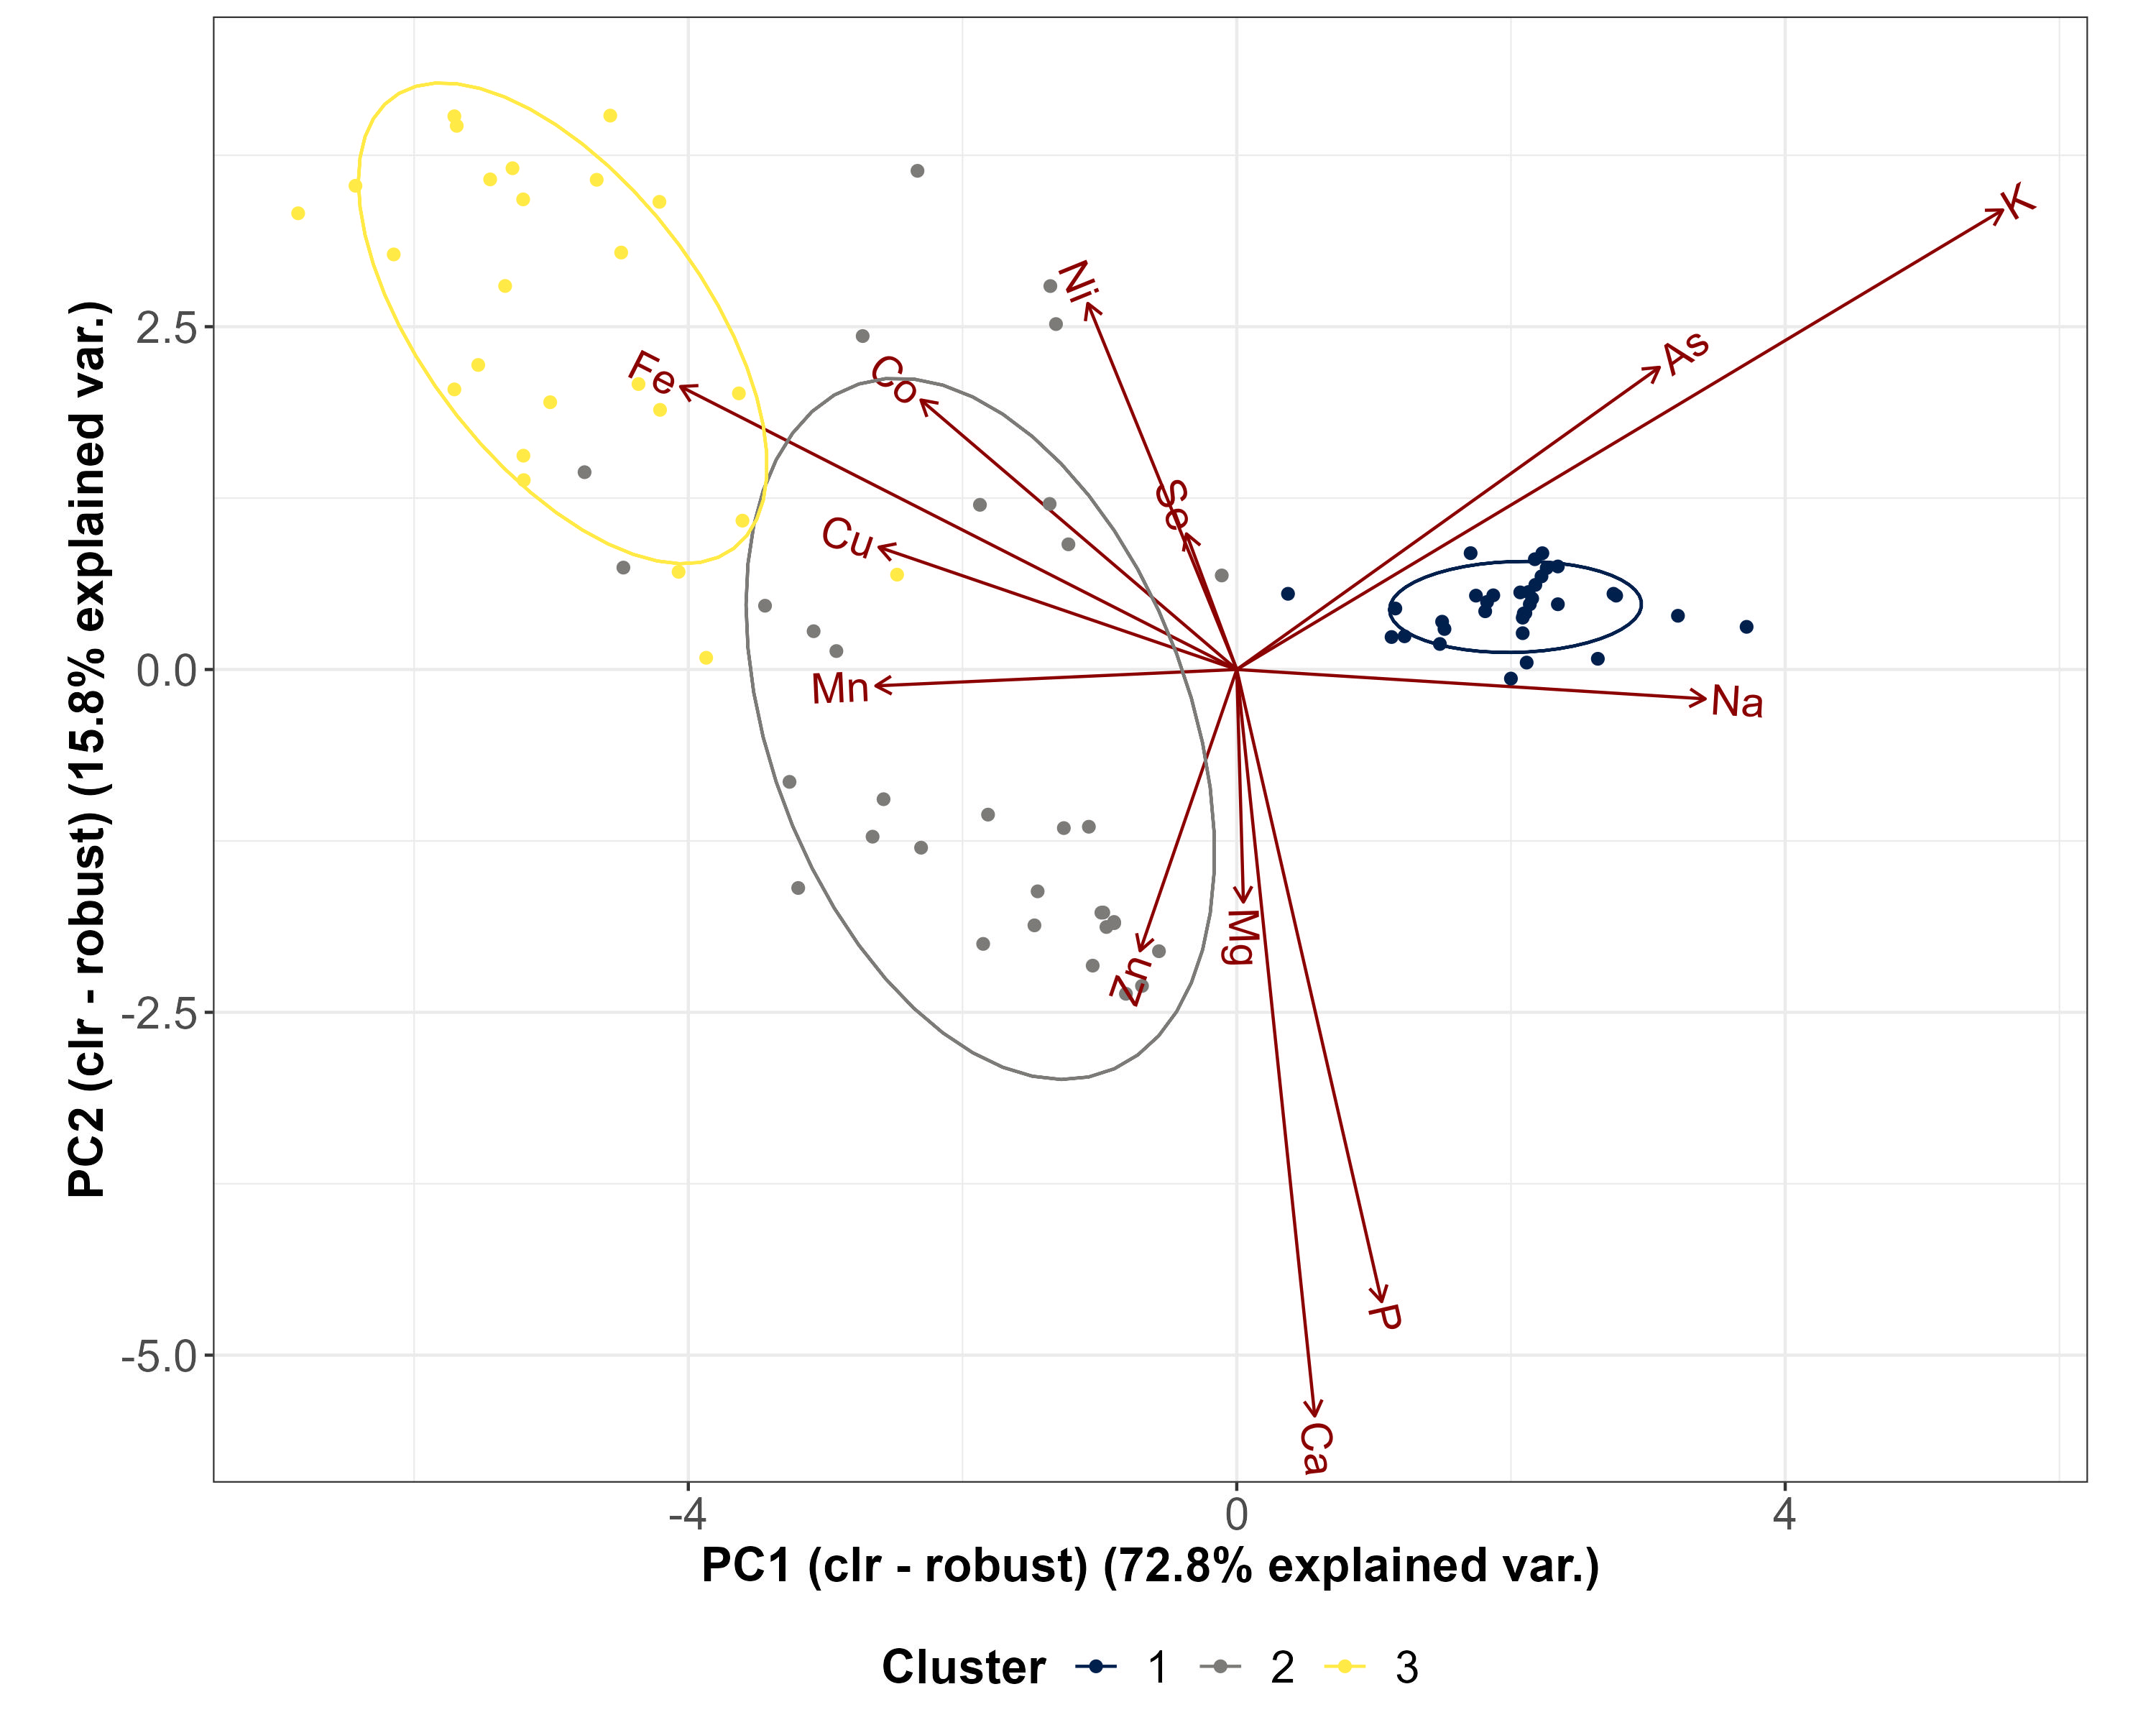 PC2 (clr - robust) (15.8% explained var.)
2.5
0.0
-2.5
-5.0
K
As
Ni
Co
Fe
Se
Cu
Mn
Na
Mg
Zn
P
Ca
-4
0
4
PC1 (clr - robust) (72.8% explained var.)
Cluster 1 2 3